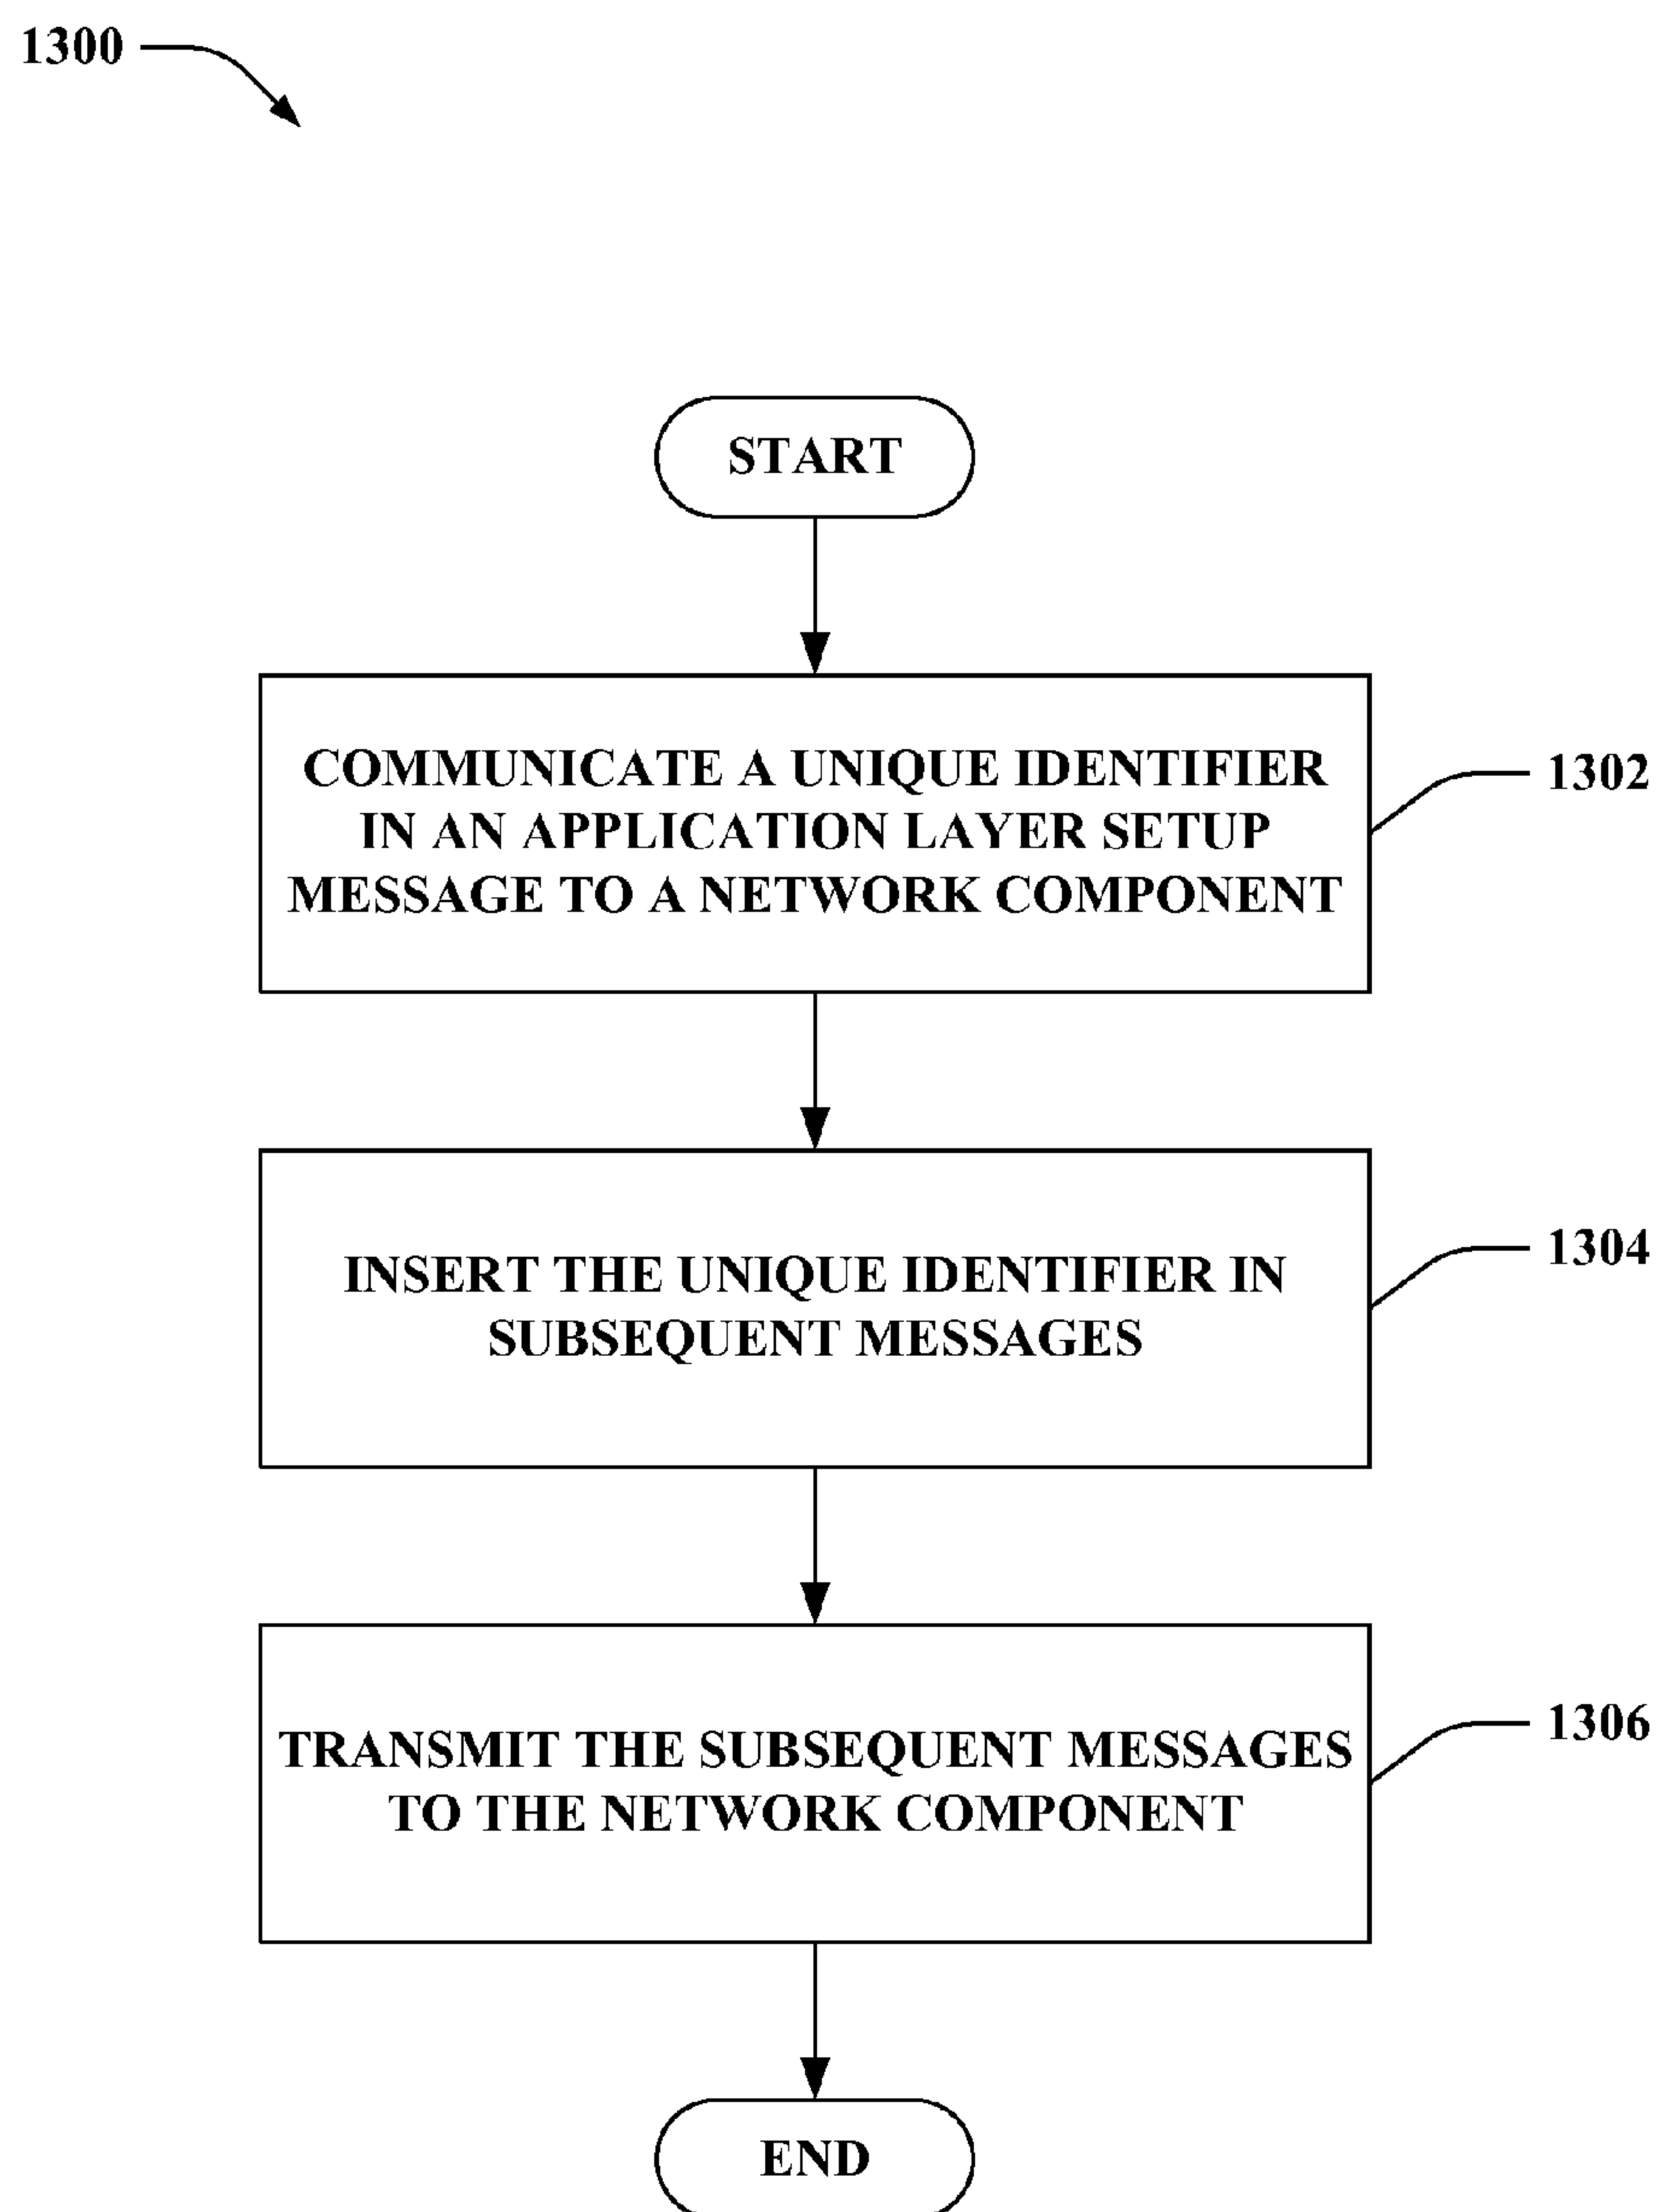 1300
START
COMMUNICATE A UNIQUE IDENTIFIER
IN AN APPLICATION LAYER SETUP
MESSAGE TO A NETWORK COMPONENT
1302
INSERT THE UNIQUE IDENTIFIER IN
SUBSEQUENT MESSAGES
1304
TRANSMIT THE SUBSEQUENT MESSAGES
TO THE NETWORK COMPONENT
1306
END